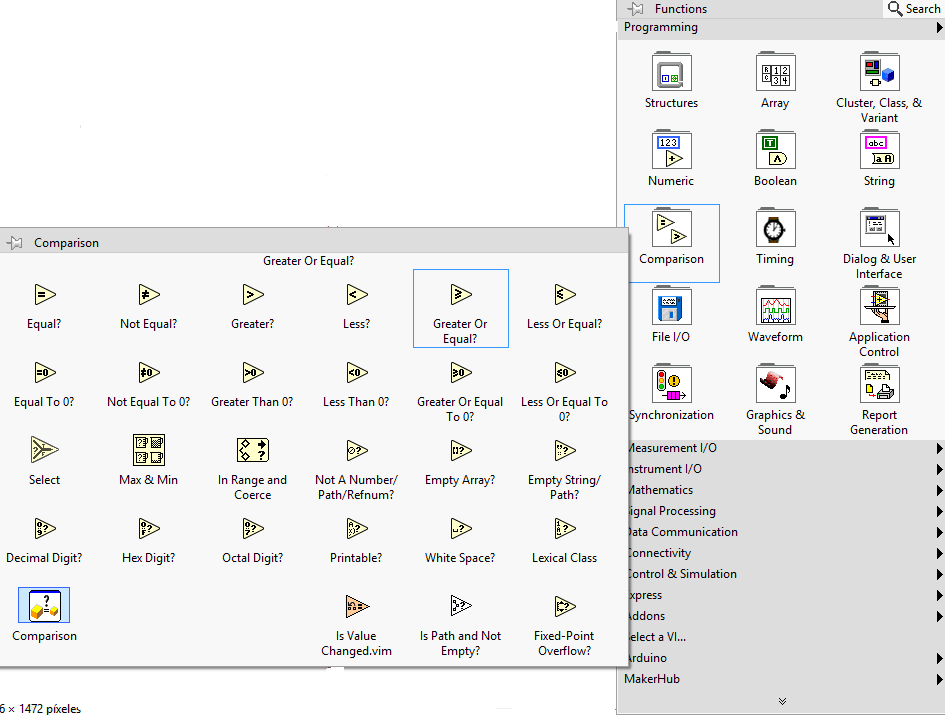 Functions
Search
Programming
Structures
Array
Cluster, Class, &
Variant
Numeric
Boolean
String
Comparison
Timing
Dialog & User
Interface
File I/O
Waveform
Application
Control
Synchronization
Graphics &
Sound
Report
Generation
Measurement I/O
nstrument I/O
Mathematics
ignal Processing
Data Communication
Connectivity
Control & Simulation
xpress
Addons
elect a VI...
Arduino
MakerHub
Comparison
Greater Or Equal?
Equal?
Not Equal?
Greater?
Less?
Greater Or
Equal?
Less Or Equal?
Equal To 0?
Not Equal To 0?
Greater Than 0?
Less Than 0?
Greater Or Equal
To 0?
Less Or Equal To
0?
Select
Max & Min
In Range and
Coerce
Not A Number/
Path/Refnum?
Empty Array?
Empty String/
Path?
Decimal Digit?
Hex Digit?
Octal Digit?
Printable?
White Space?
Lexical Class
Comparison
Is Value
Changed.vim
Is Path and Not
Empty?
Fixed-Point
Overflow?
6 × 1472 píxeles